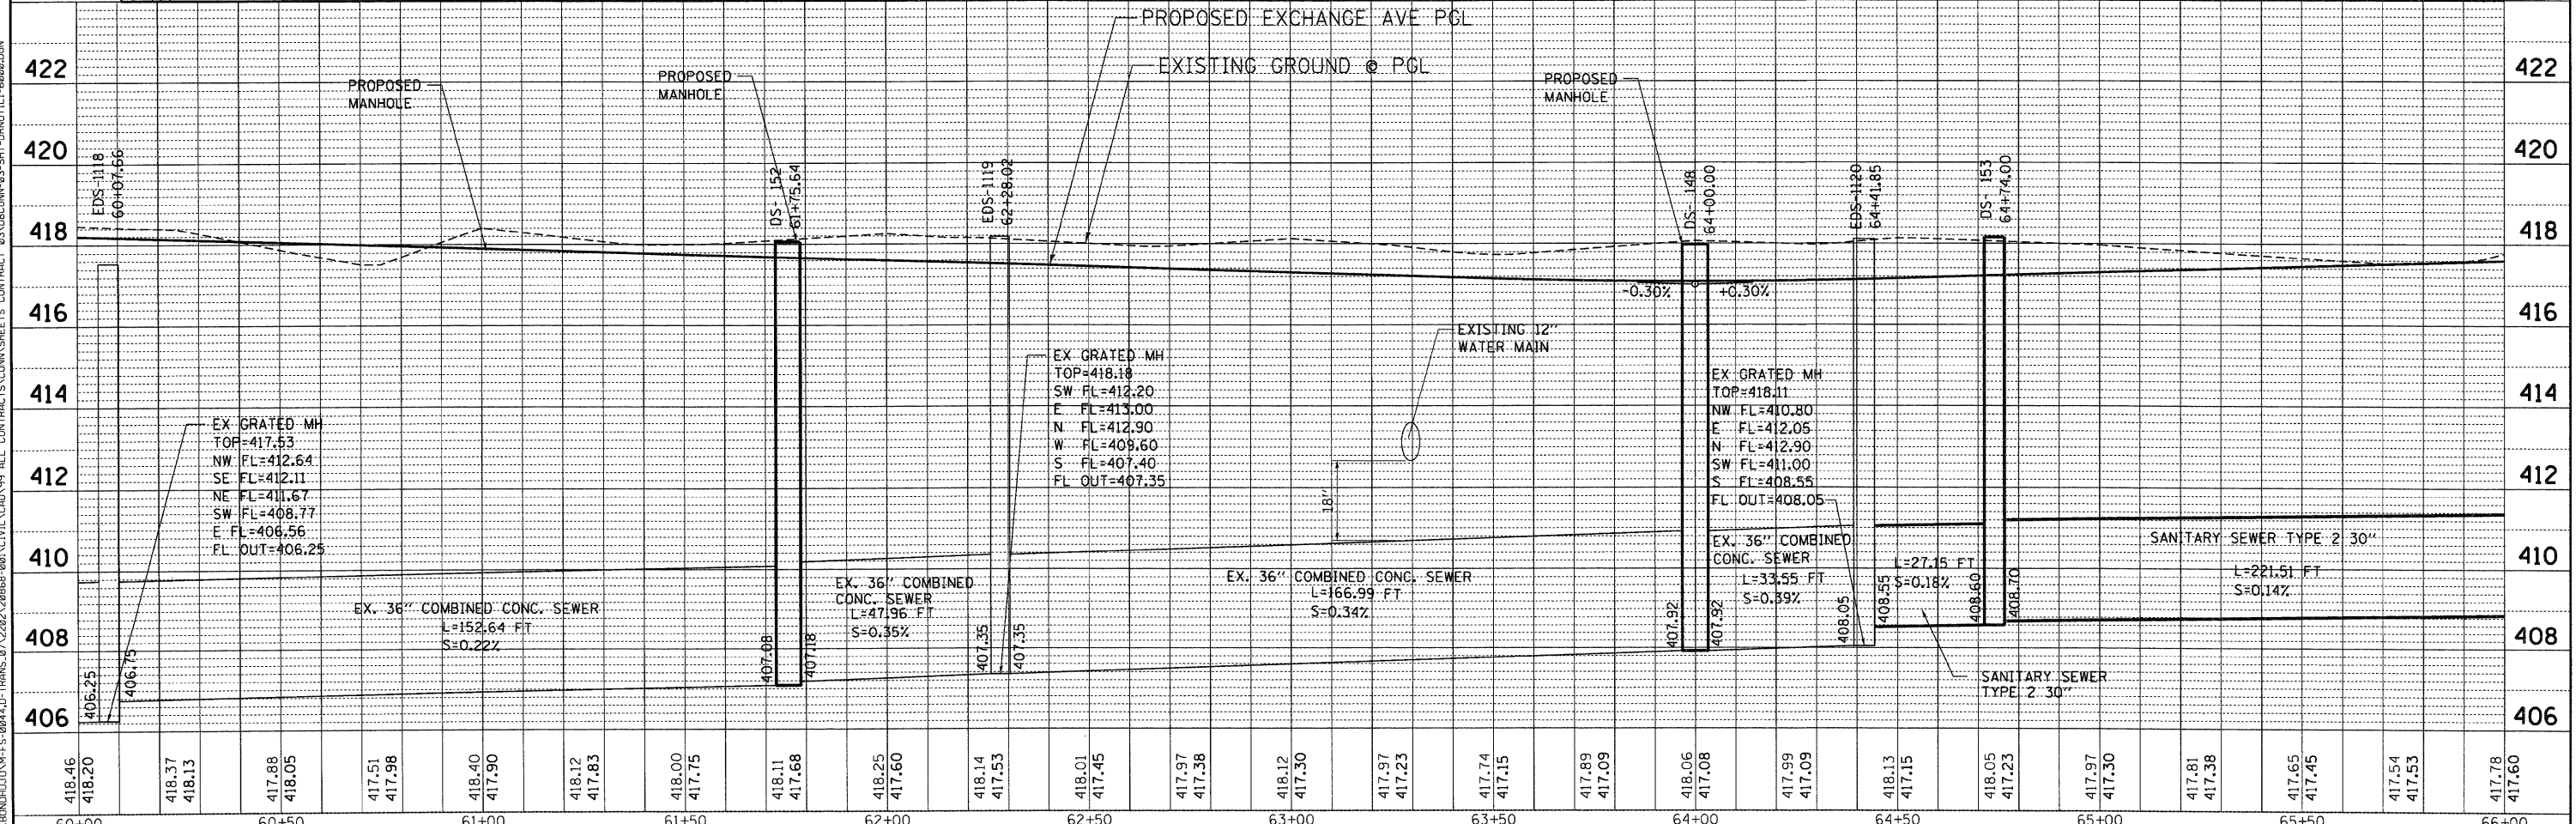 PROPOSED EXCHANGE AVE PGL
EXISTING GROUND @ PGL
PROPOSED
MANHOLE
PROPOSED
MANHOLE
PROPOSED
MANHOLE
422
420
418
416
414
412
410
408
406
422
420
418
416
414
412
410
408
406
EDS-1118
60+07.66
DS- 152
61+75.64
EDS-1119
62+28.02
DS- 148
64+00.00
EDS-1120
64+41.85
DS- 153
64+74.00
-0.30%
+0.30%
EX GRATED MH
TOP=417.53
NW FL=412.64
SE FL=412.11
NE FL=411.67
SW FL=408.77
E FL=406.56
FL OUT=406.25
EX GRATED MH
TOP=418.18
SW FL=412.20
E FL=413.00
N FL=412.90
W FL=409.60
S FL=407.40
FL OUT=407.35
EXISTING 12"
WATER MAIN
18"
EX GRATED MH
TOP=418.11
NW FL=410.80
E FL=412.05
N FL=412.90
SW FL=411.00
S FL=408.55
FL OUT=408.05
EX. 36" COMBINED CONC. SEWER
L=152.64 FT
S=0.22%
EX. 36" COMBINED
CONC. SEWER
L=47.96 FT
S=0.35%
EX. 36" COMBINED CONC. SEWER
L=166.99 FT
S=0.34%
EX. 36" COMBINED
CONC. SEWER
L=33.55 FT
S=0.39%
L=27.15 FT
S=0.18%
SANITARY SEWER TYPE 2 30"
L=221.51 FT
S=0.14%
SANITARY SEWER
TYPE 2 30"
406.25
406.75
407.08
407.18
407.35
407.35
407.92
407.92
408.05
408.55
408.60
408.70
418.46
418.20
418.37
418.13
417.88
418.05
417.51
417.98
418.40
417.90
418.12
417.83
418.00
417.75
418.11
417.68
418.25
417.60
418.14
417.53
418.01
417.45
417.97
417.38
418.12
417.30
417.97
417.23
417.74
417.15
417.89
417.09
418.06
417.08
417.99
417.09
418.13
417.15
418.05
417.23
417.97
417.30
417.81
417.38
417.65
417.45
417.54
417.53
417.78
417.60
60+00
60+50
61+00
61+50
62+00
62+50
63+00
63+50
64+00
64+50
65+00
65+50
66+00